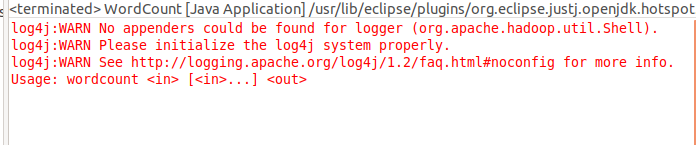 <terminated> WordCount [Java Application] /usr/lib/eclipse/plugins/org.eclipse.justj.openjdk.hotspot
log4j:WARN No appenders could be found for logger (org.apache.hadoop.util.Shell).
log4j:WARN Please initialize the log4j system properly.
log4j:WARN See http://logging.apache.org/log4j/1.2/faq.html#noconfig for more info.
Usage: wordcount <in> [<in>...] <out>